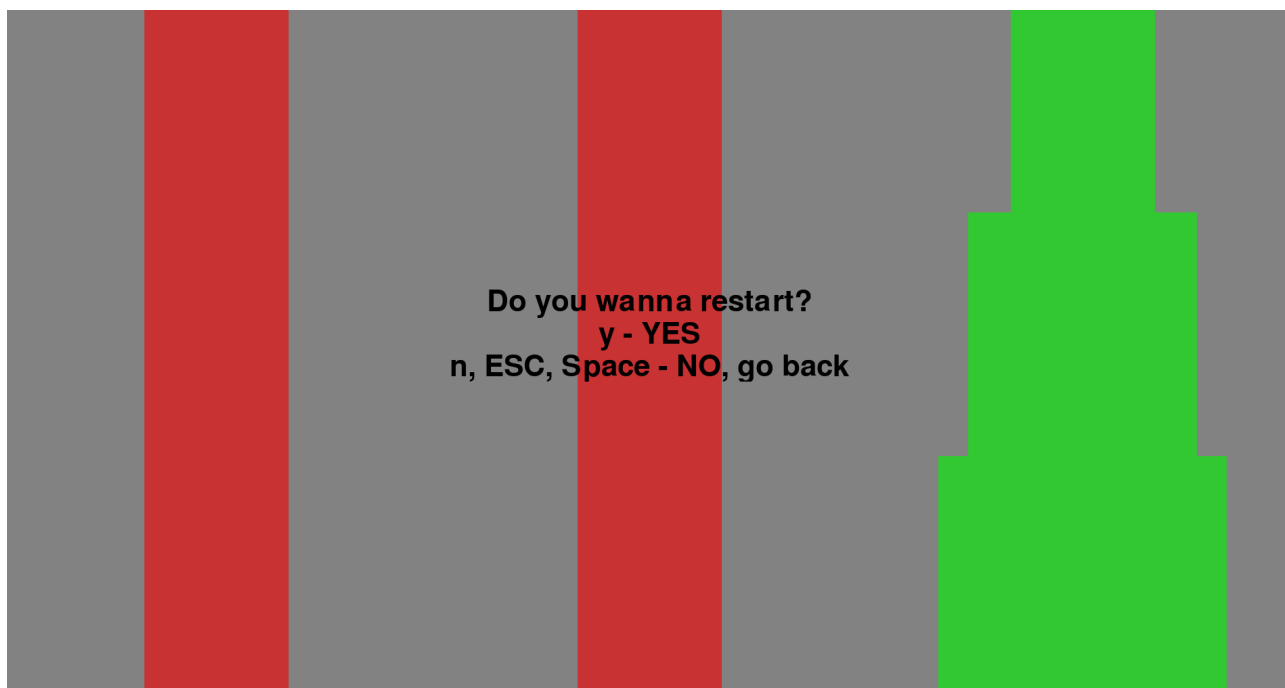 Do you wanna restart?
y - YES
n, ESC, Space - NO, go back